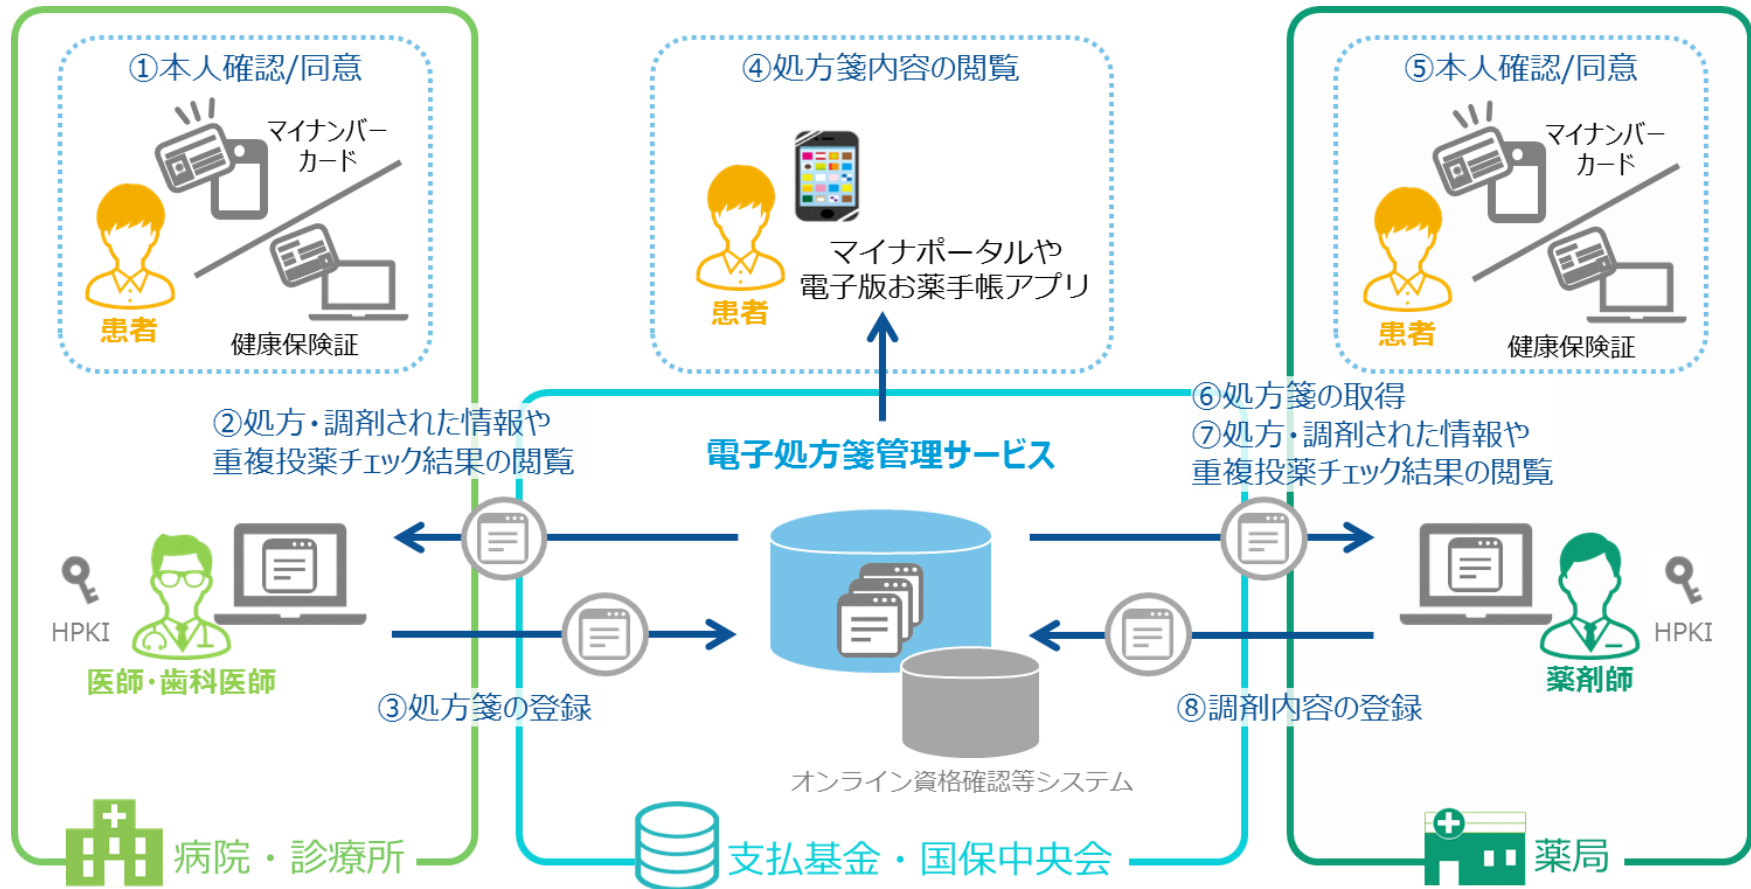 ①本人確認/同意
マイナンバー
カード
患者
健康保険証
②処方・調剤された情報や
重複投薬チェック結果の閲覧
HPKI
医師・歯科医師
③処方箋の登録
病院・診療所
④処方箋内容の閲覧
マイナポータルや
電子版お薬手帳アプリ
患者
電子処方箋管理サービス
オンライン資格確認等システム
支払基金・国保中央会
⑤本人確認/同意
マイナンバー
カード
患者
健康保険証
⑥処方箋の取得
⑦処方・調剤された情報や
重複投薬チェック結果の閲覧
HPKI
薬剤師
⑧調剤内容の登録
薬局